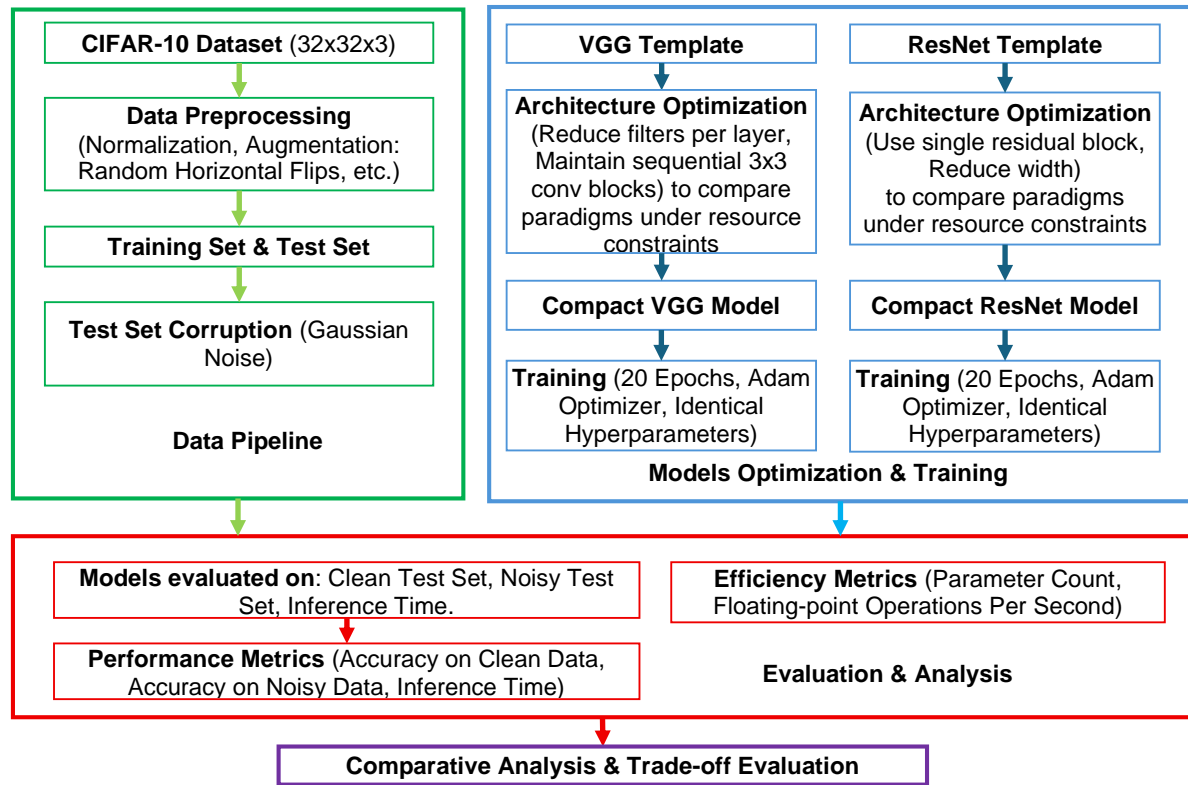 CIFAR-10 Dataset (32x32x3)
Data Preprocessing
(Normalization, Augmentation:
Random Horizontal Flips, etc.)
Training Set & Test Set
Test Set Corruption (Gaussian
Noise)
Data Pipeline
VGG Template
Architecture Optimization
(Reduce filters per layer,
Maintain sequential 3x3
conv blocks) to compare
paradigms under resource
constraints
Compact VGG Model
Training (20 Epochs, Adam
Optimizer, Identical
Hyperparameters)
ResNet Template
Architecture Optimization
(Use single residual block,
Reduce width)
to compare paradigms
under resource constraints
Compact ResNet Model
Training (20 Epochs, Adam
Optimizer, Identical
Hyperparameters)
Models Optimization & Training
Models evaluated on: Clean Test Set, Noisy Test
Set, Inference Time.
Performance Metrics (Accuracy on Clean Data,
Accuracy on Noisy Data, Inference Time)
Efficiency Metrics (Parameter Count,
Floating-point Operations Per Second)
Evaluation & Analysis
Comparative Analysis & Trade-off Evaluation